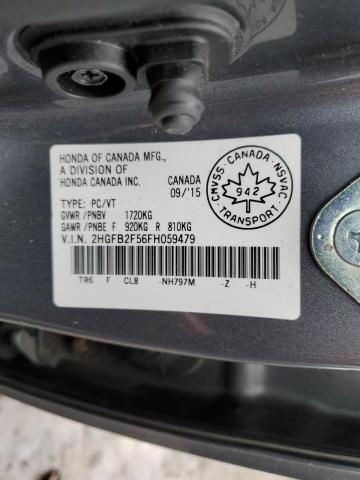 HONDA OF CANADA MFG.,
A DIVISION OF
HONDA CANADA INC.
CANADA
09/'15
CMVSS · CANADA · NSVAC
942
TRANSPORT
TYPE: PC/VT
GVWR /PNBV 1720KG
GAWR /PNBE F 920KG R 810KG
V.I.N. 2HGFB2F56FH059479
TR6 F CL8 -NH797M -Z -H